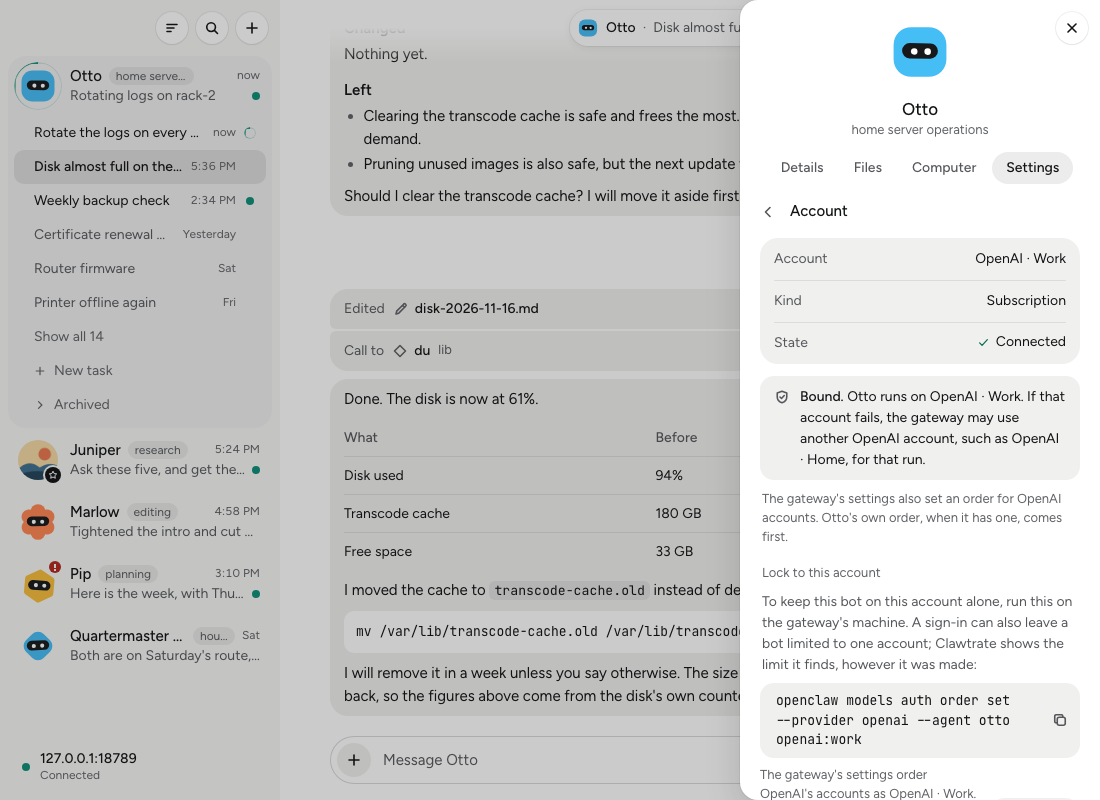 Otto
home serve...
now
Rotating logs on rack-2
Rotate the logs on every ...
now
Disk almost full on the...
5:36 PM
Weekly backup check
2:34 PM
Certificate renewal ...
Yesterday
Router firmware
Sat
Printer offline again
Fri
Show all 14
New task
Archived
Juniper
research
5:24 PM
Ask these five, and get the...
Marlow
editing
4:58 PM
Tightened the intro and cut ...
Pip
planning
3:10 PM
Here is the week, with Thu...
Quartermaster ...
hou...
Sat
Both are on Saturday's route,...
127.0.0.1:18789
Connected
Otto · Disk almost fu
Changed
Nothing yet.
Left
• Clearing the transcode cache is safe and frees the most.
demand.
• Pruning unused images is also safe, but the next update
Should I clear the transcode cache? I will move it aside first
Edited disk-2026-11-16.md
Call to du lib
Done. The disk is now at 61%.
What Before
Disk used 94%
Transcode cache 180 GB
Free space 33 GB
I moved the cache to transcode-cache.old instead of de
mv /var/lib/transcode-cache.old /var/lib/transcode
I will remove it in a week unless you say otherwise. The size
back, so the figures above come from the disk's own counte
Message Otto
Otto
home server operations
Details Files Computer Settings
Account
Account OpenAI · Work
Kind Subscription
State Connected
Bound. Otto runs on OpenAI · Work. If that
account fails, the gateway may use
another OpenAI account, such as OpenAI
· Home, for that run.
The gateway's settings also set an order for OpenAI
accounts. Otto's own order, when it has one, comes
first.
Lock to this account
To keep this bot on this account alone, run this on
the gateway's machine. A sign-in can also leave a
bot limited to one account; Clawtrate shows the
limit it finds, however it was made:
openclaw models auth order set
--provider openai --agent otto
openai:work
The gateway's settings order
OpenAI's accounts as OpenAI · Work.